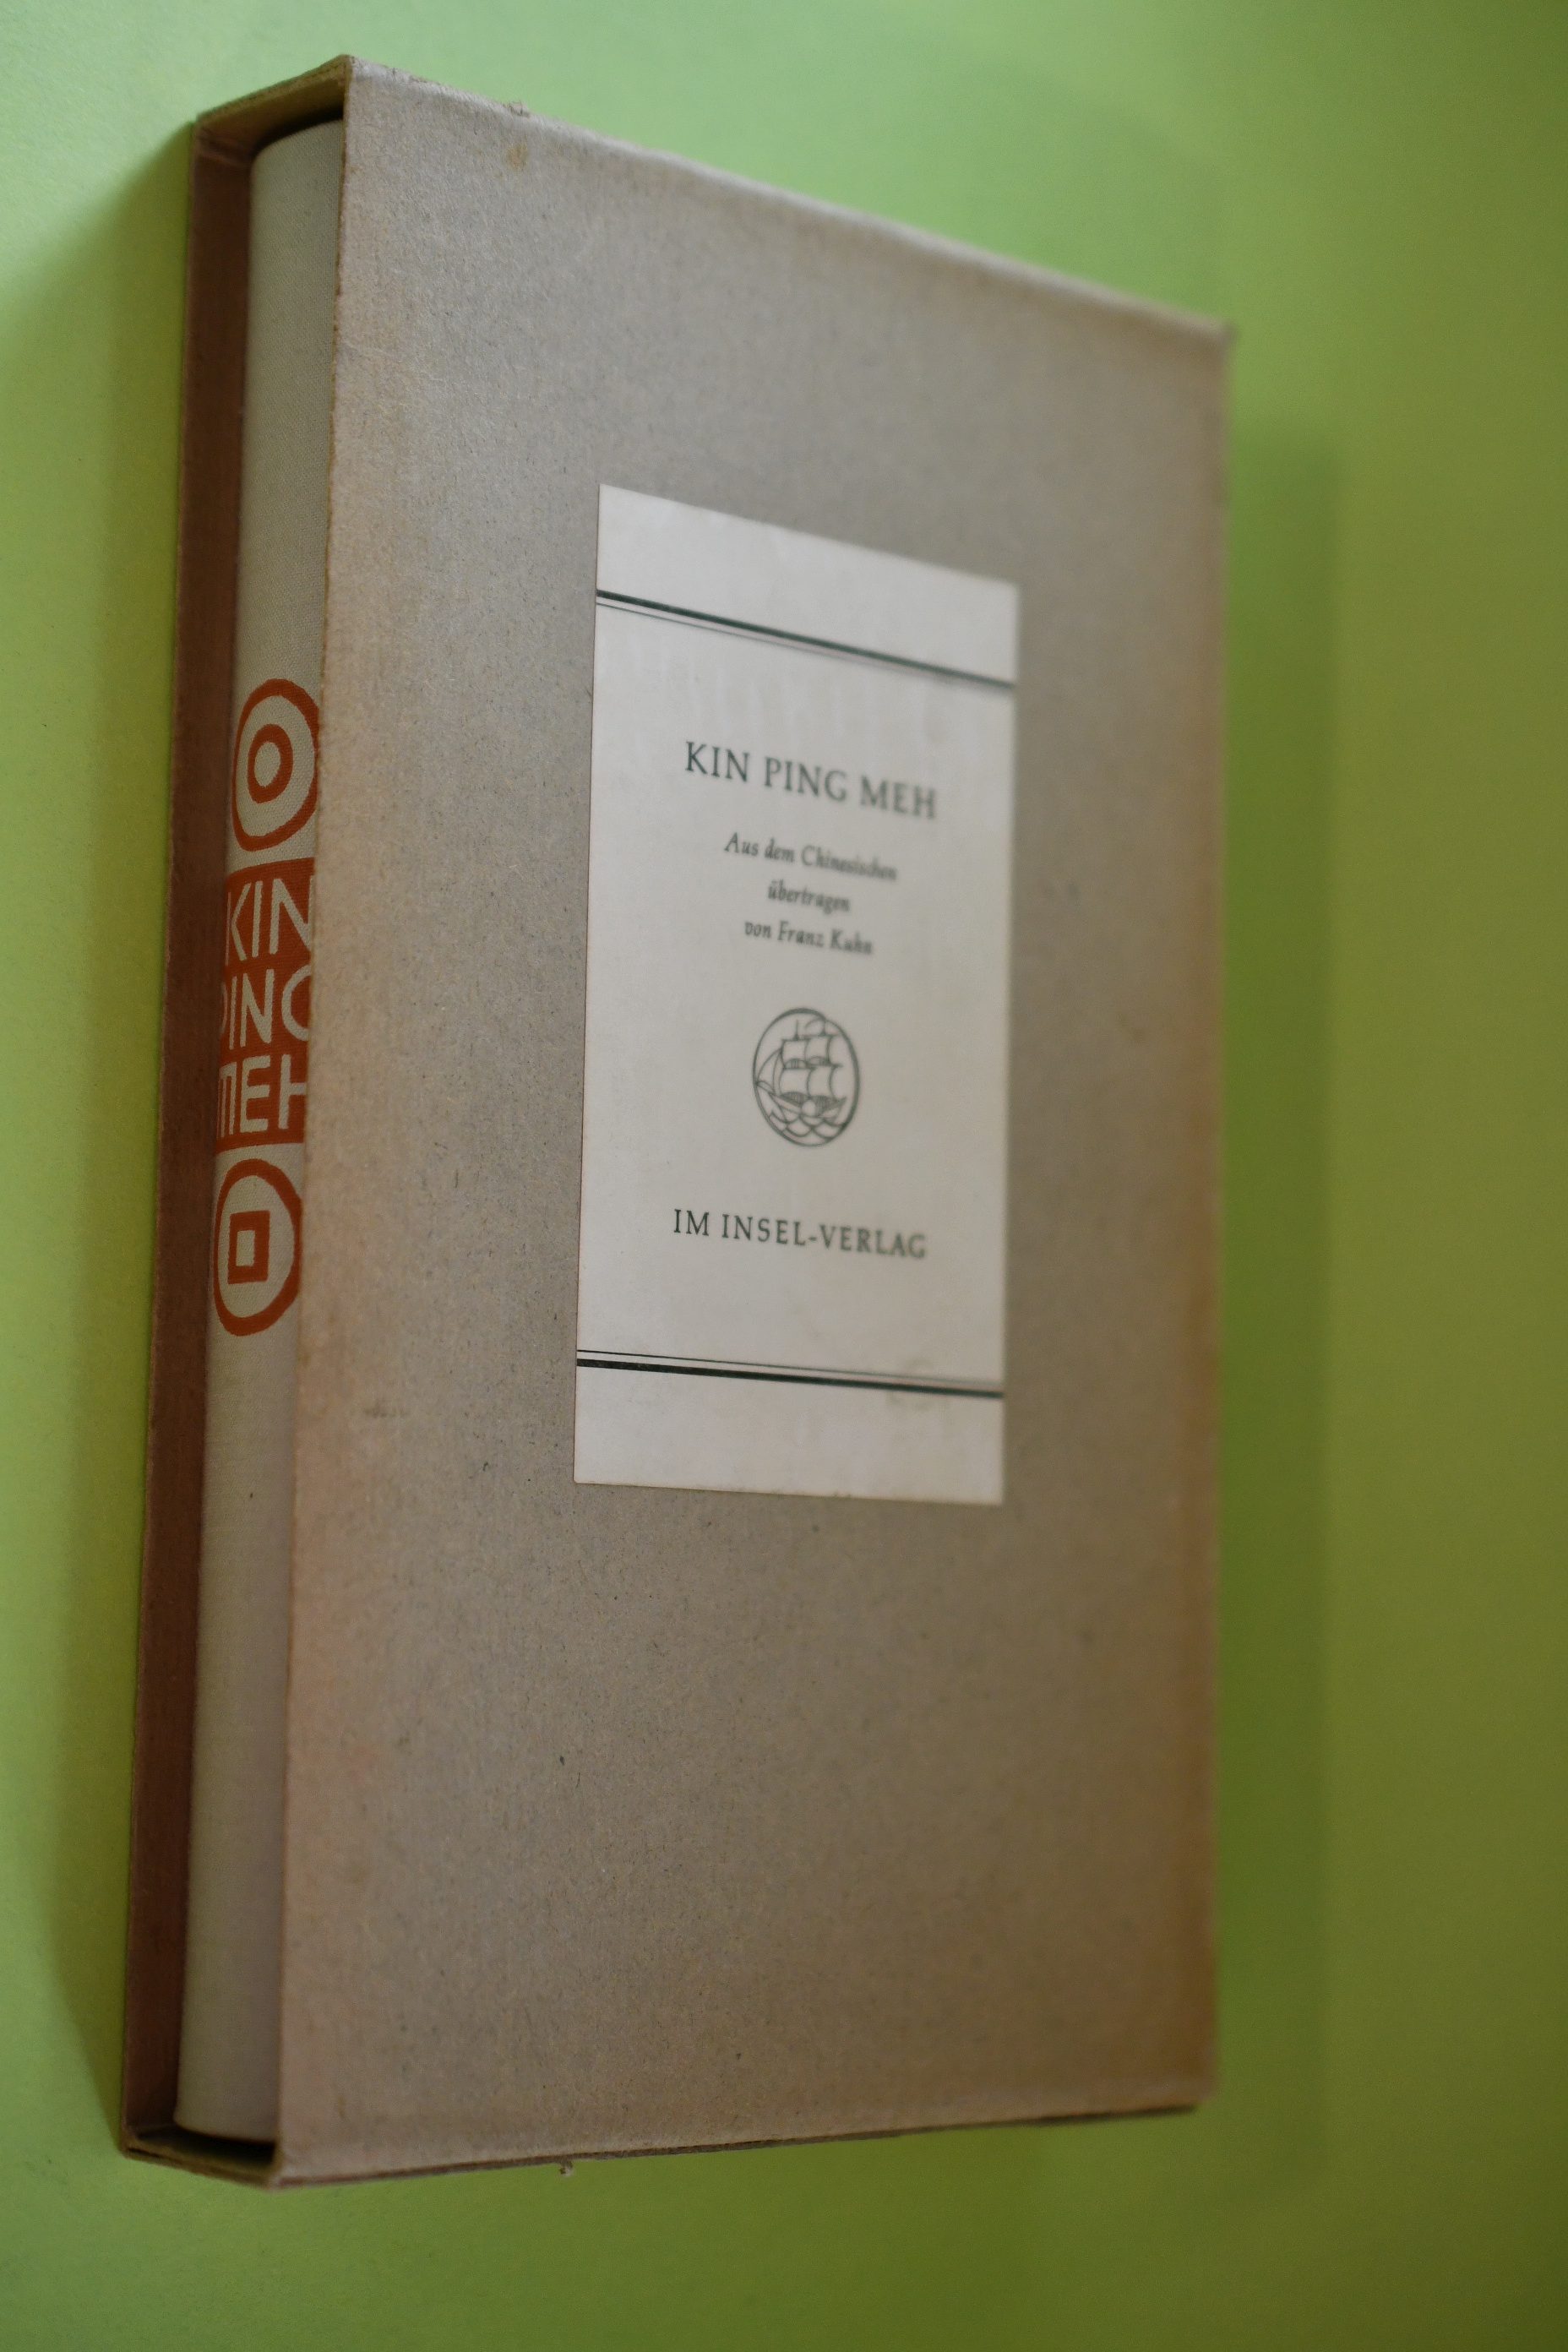 KIN
PING
MEH
KIN PING MEH
Aus dem Chinesischen
übertragen
von Franz Kuhn
IM INSEL-VERLAG